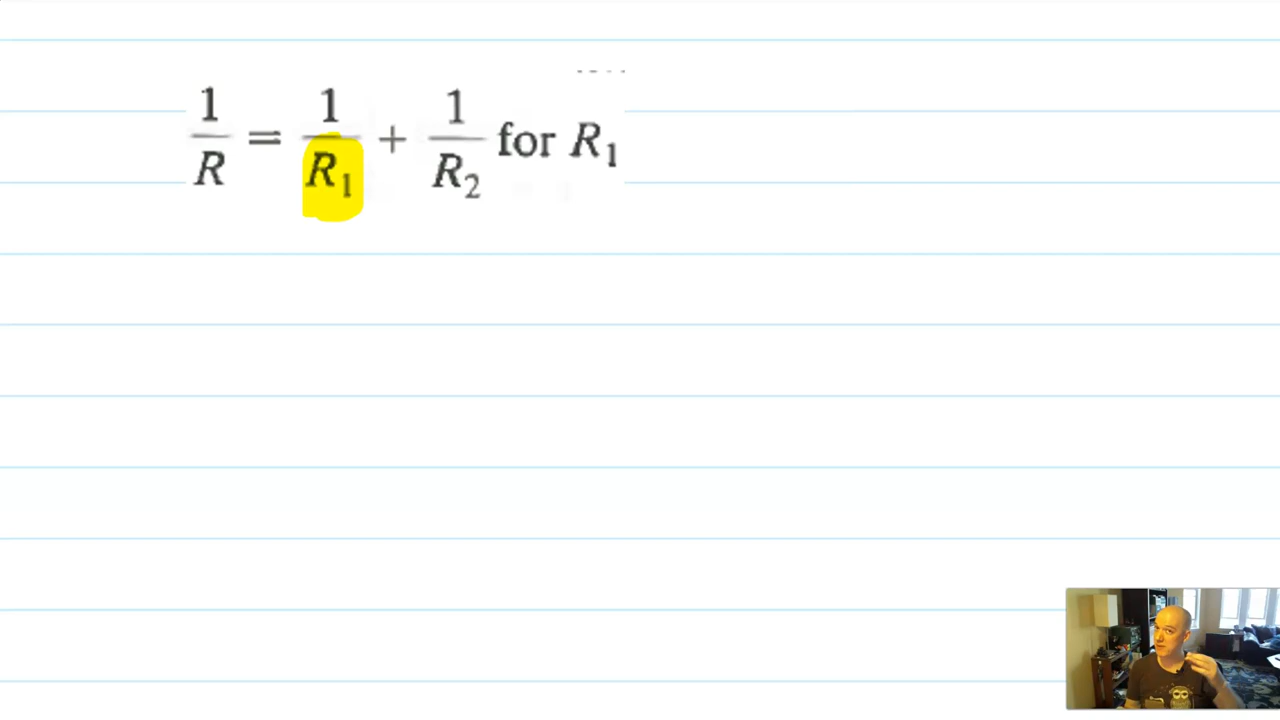 1/R = 1/R₁ + 1/R₂ for R₁